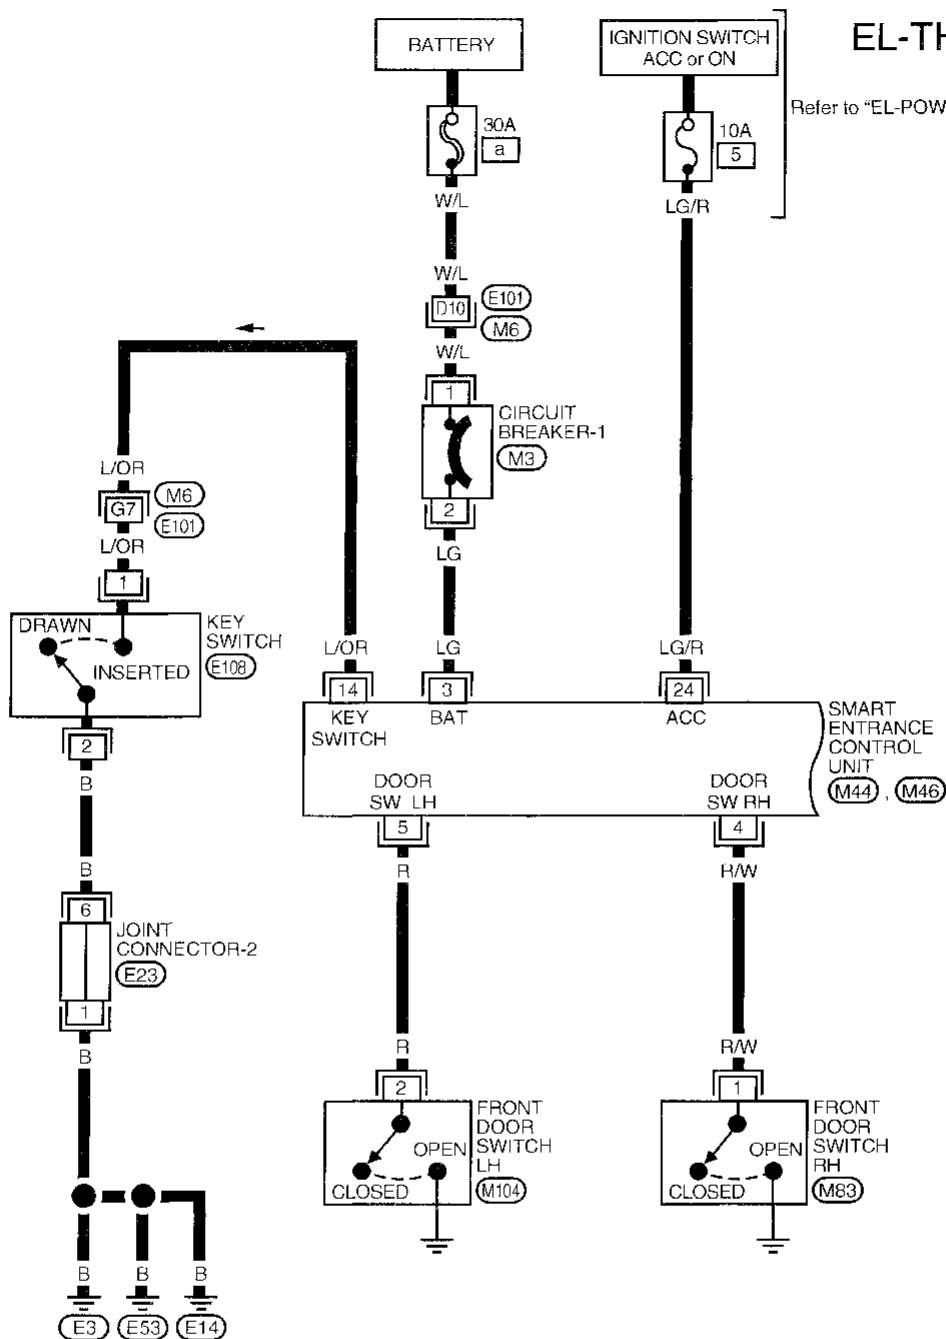 BATTERY
IGNITION SWITCH
ACC or ON
EL-TH
Refer to "EL-POW
30A
a
10A
5
W/L
LG/R
W/L
D10
E101
M6
W/L
1
CIRCUIT
BREAKER-1
M3
2
LG
L/OR
G7
M6
E101
L/OR
1
DRAWN
INSERTED
KEY
SWITCH
E108
2
B
L/OR
LG
LG/R
14
3
24
KEY
SWITCH
BAT
ACC
SMART
ENTRANCE
CONTROL
UNIT
M44 , M46
DOOR
SW LH
DOOR
SW RH
5
4
R
R/W
B
6
JOINT
CONNECTOR-2
E23
1
B
R
R/W
2
1
FRONT
DOOR
SWITCH
LH
M104
OPEN
CLOSED
FRONT
DOOR
SWITCH
RH
M83
OPEN
CLOSED
B
B
B
E3
E53
E14